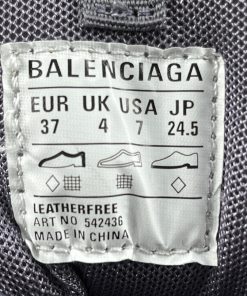 BALENCIAGA
EUR UK USA JP
37 4 7 24.5
LEATHERFREE
ART NO 542436
MADE IN CHINA